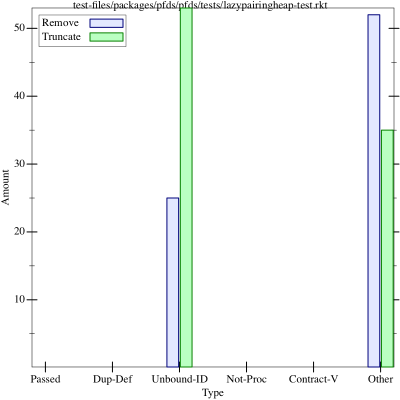 test-files/packages/pfds/pfds/tests/lazypairingheap-test.rkt
Remove
Truncate
50
40
30
20
10
Amount
Passed Dup-Def Unbound-ID Not-Proc Contract-V Other
Type